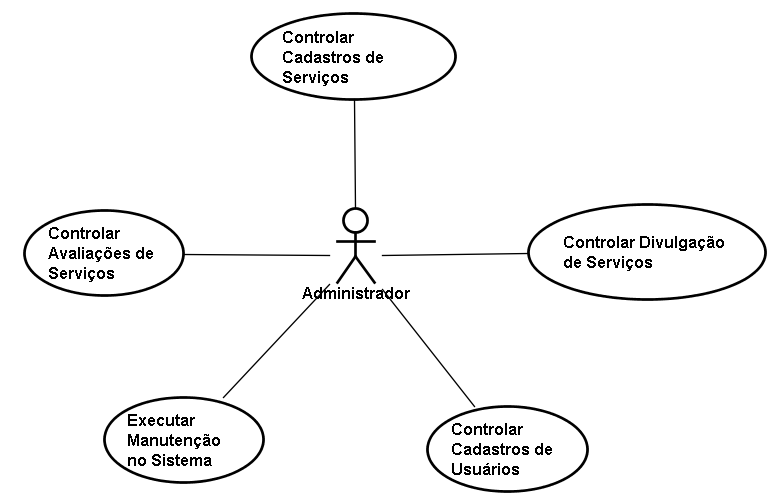 Controlar
Cadastros de
Serviços
Controlar
Avaliações de
Serviços
Controlar Divulgação
de Serviços
Administrador
Executar
Manutenção
no Sistema
Controlar
Cadastros de
Usuários